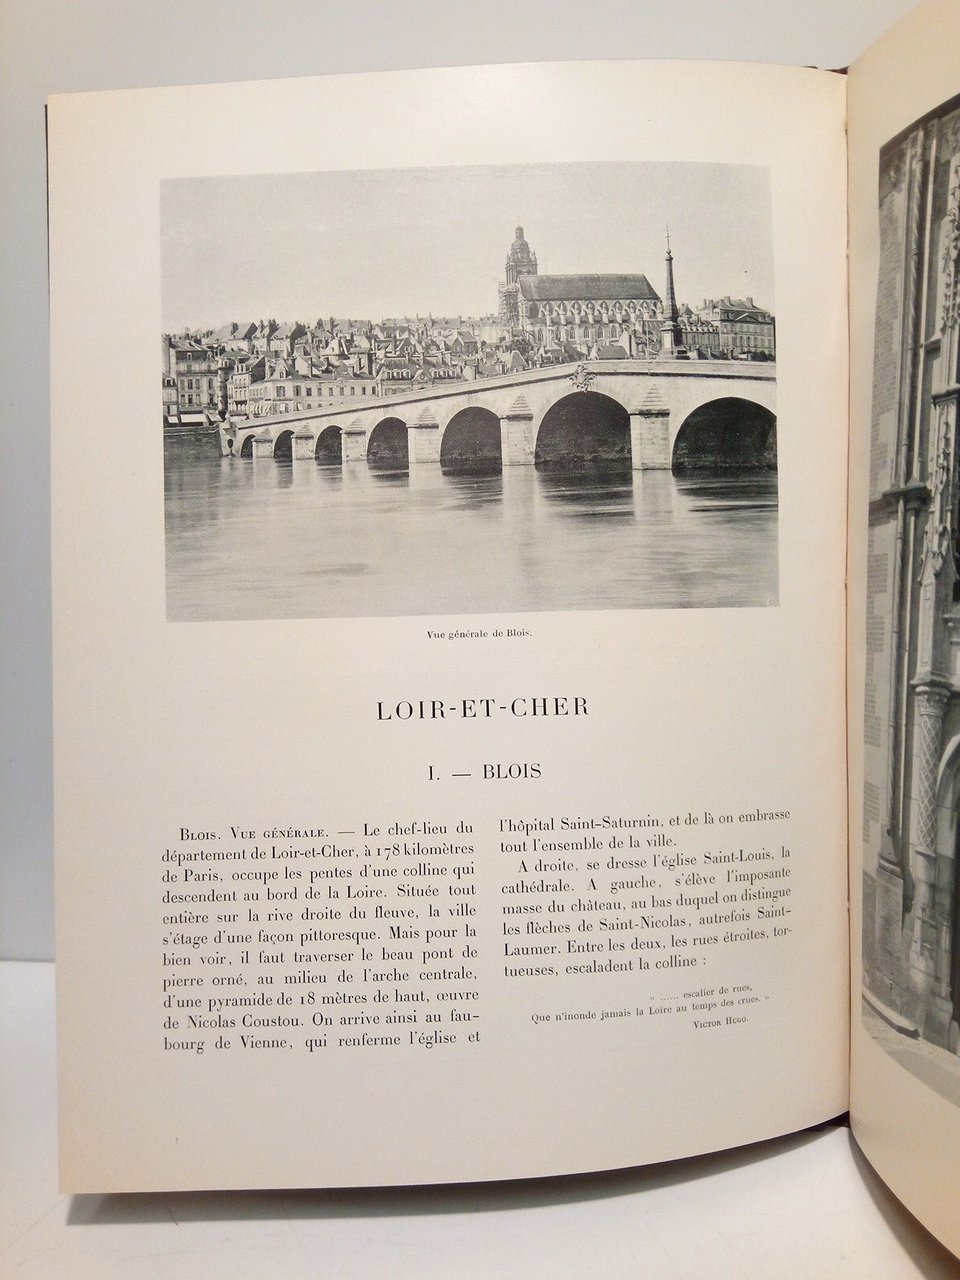 Vue générale de Blois.
LOIR-ET-CHER
I. — BLOIS
BLOIS. VUE GÉNÉRALE. — Le chef-lieu du
département de Loir-et-Cher, à 178 kilomètres
de Paris, occupe les pentes d'une colline qui
descendent au bord de la Loire. Située tout
entière sur la rive droite du fleuve, la ville
s'étage d'une façon pittoresque. Mais pour la
bien voir, il faut traverser le beau pont de
pierre orné, au milieu de l'arche centrale,
d'une pyramide de 18 mètres de haut, œuvre
de Nicolas Coustou. On arrive ainsi au fau-
bourg de Vienne, qui renferme l'église et
l'hôpital Saint-Saturnin, et de là on embrasse
tout l'ensemble de la ville.
A droite, se dresse l'église Saint-Louis, la
cathédrale. A gauche, s'élève l'imposante
masse du château, au bas duquel on distingue
les flèches de Saint-Nicolas, autrefois Saint-
Laumer. Entre les deux, les rues étroites, tor-
tueuses, escaladent la colline :
« ...... escalier de rues,
Que n'inonde jamais la Loire au temps des crues. »
VICTOR HUGO.